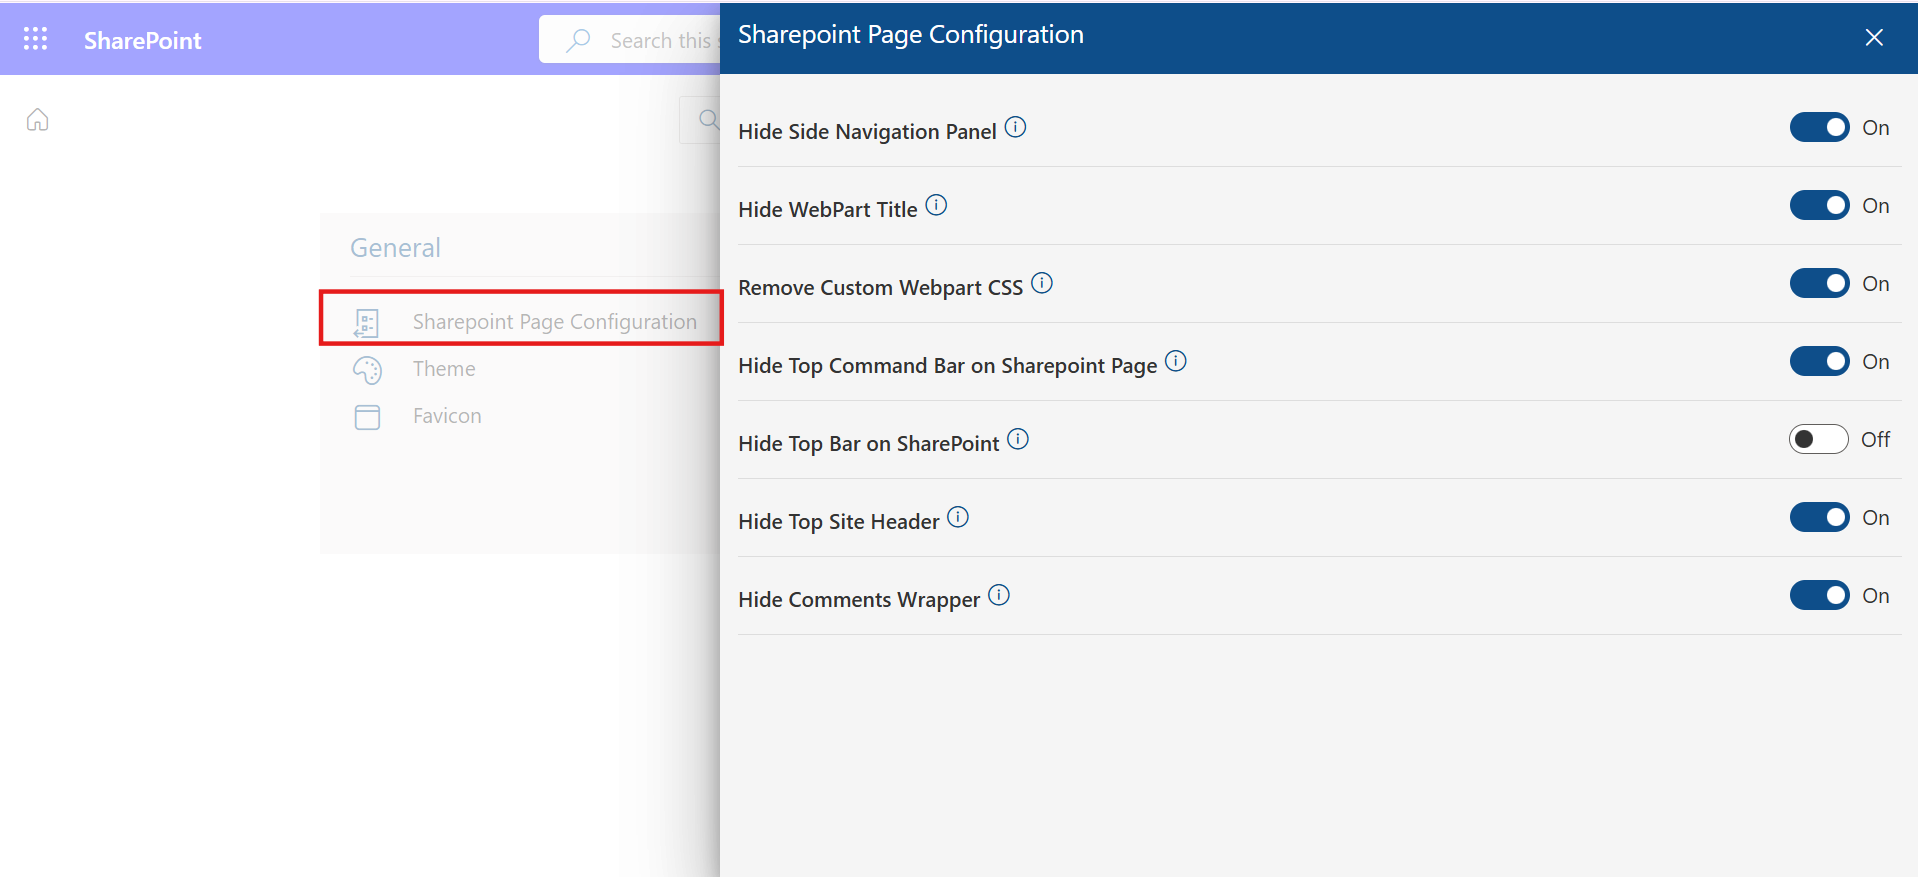 SharePoint
Search this
General
Sharepoint Page Configuration
Theme
Favicon
Sharepoint Page Configuration
Hide Side Navigation Panel
On
Hide WebPart Title
On
Remove Custom Webpart CSS
On
Hide Top Command Bar on Sharepoint Page
On
Hide Top Bar on SharePoint
Off
Hide Top Site Header
On
Hide Comments Wrapper
On